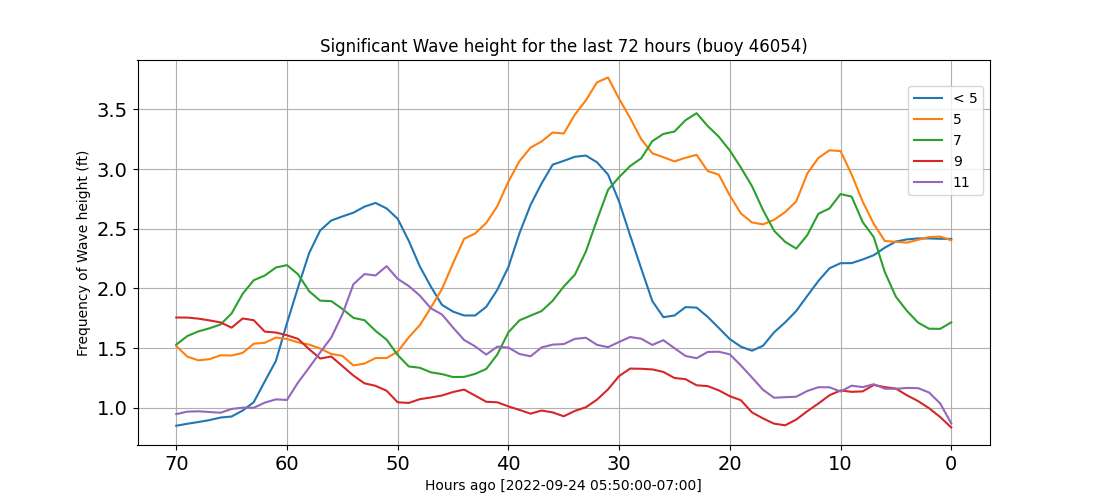 Significant Wave height for the last 72 hours (buoy 46054)
Frequency of Wave height (ft)
3.5
3.0
2.5
2.0
1.5
1.0
< 5
5
7
9
11
70 60 50 40 30 20 10 0
Hours ago [2022-09-24 05:50:00-07:00]